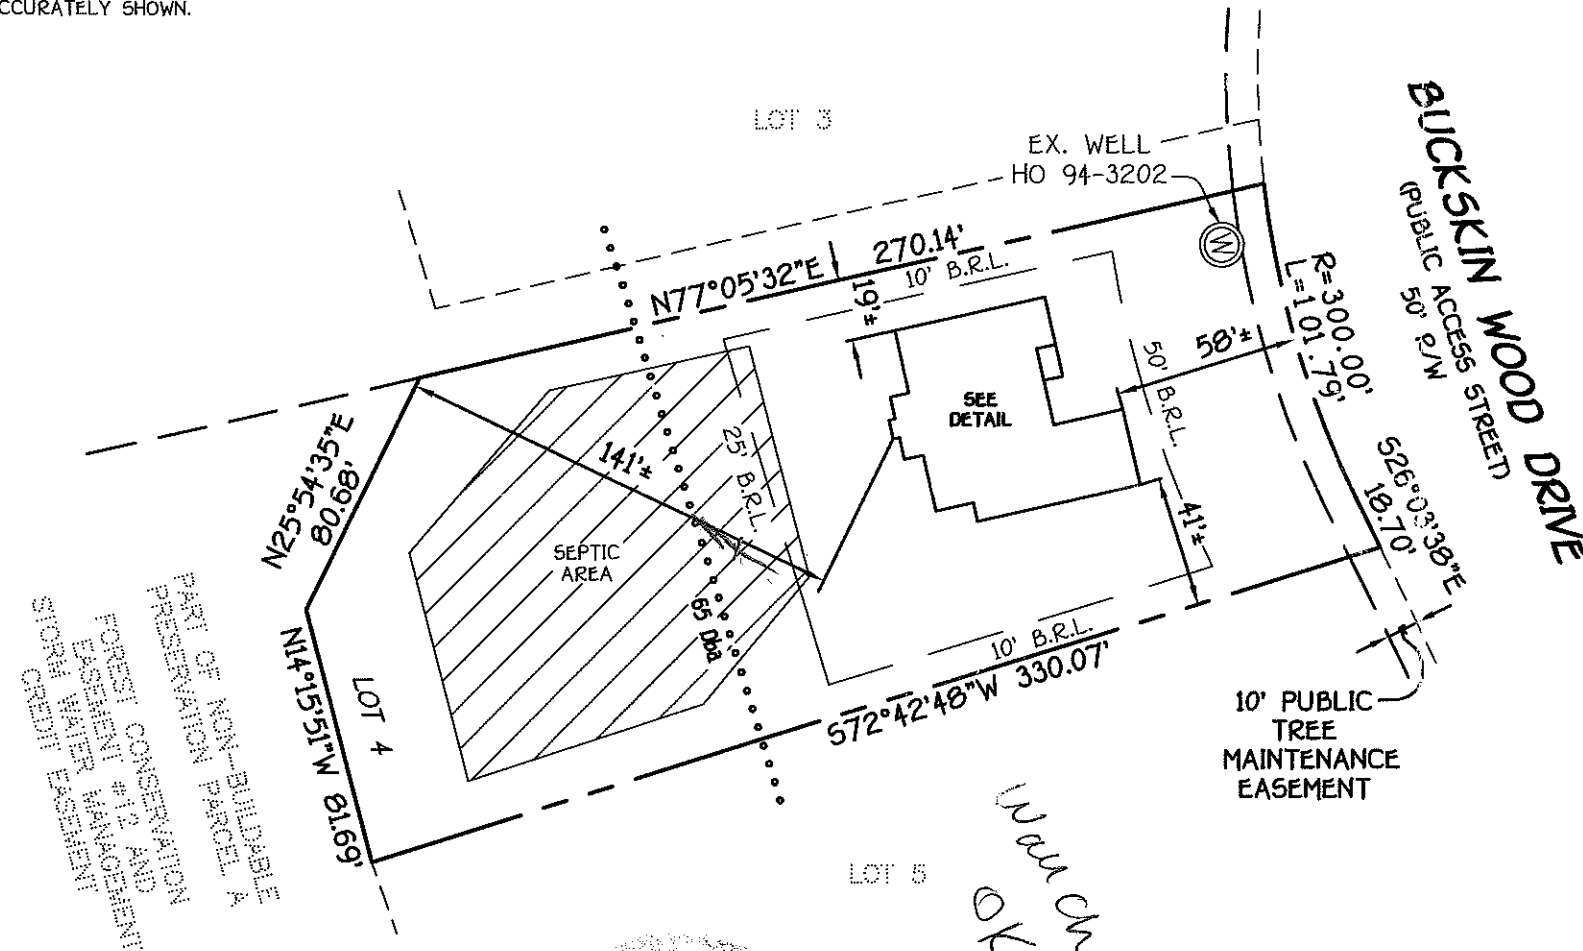 CCURATELY SHOWN.
LOT 3
EX. WELL
HO 94-3202
W
BUCKSKIN WOOD DRIVE
(PUBLIC ACCESS STREET)
50' R/W
N77°05'32"E 270.14'
10' B.R.L.
19'±
R=300.00'
L=101.79'
58'±
50' B.R.L.
SEE
DETAIL
25' B.R.L.
141'±
N25°54'35"E
80.68'
SEPTIC
AREA
65 Dba
41'±
S26°03'38"E
18.70'
10' B.R.L.
S72°42'48"W 330.07'
LOT 4
N14°15'51"W 81.69'
PART OF NON-BUILDABLE
PRESERVATION PARCEL A
FOREST CONSERVATION
EASEMENT #12 AND
STORM WATER MANAGEMENT
CREDIT EASEMENT
10' PUBLIC
TREE
MAINTENANCE
EASEMENT
LOT 5
OK